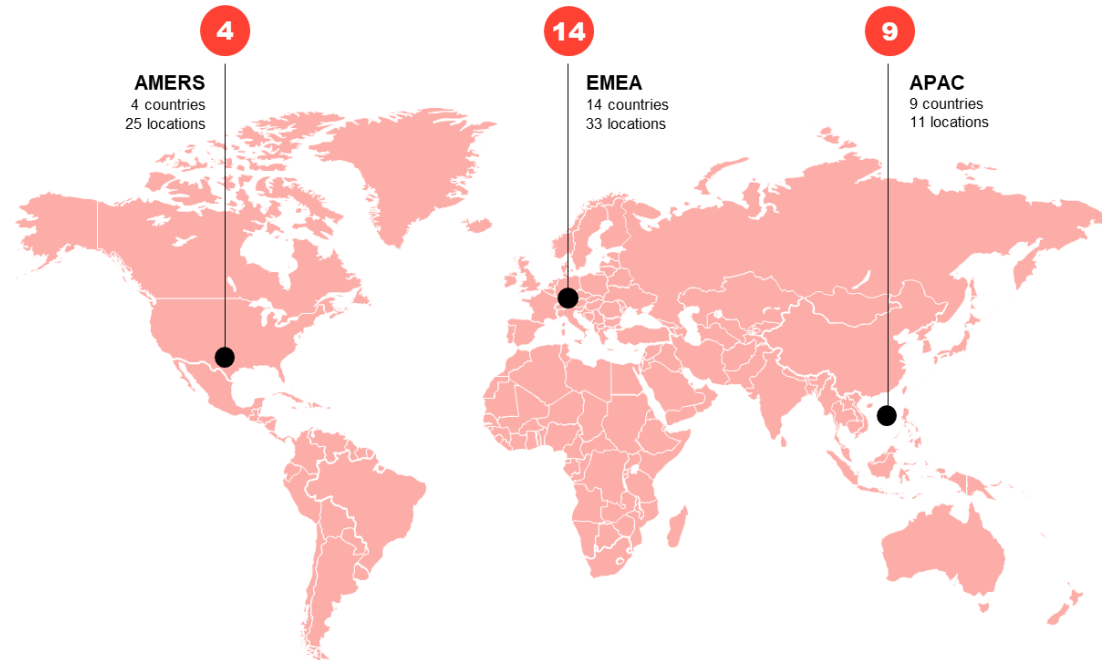 4
AMERS
4 countries
25 locations
14
EMEA
14 countries
33 locations
9
APAC
9 countries
11 locations